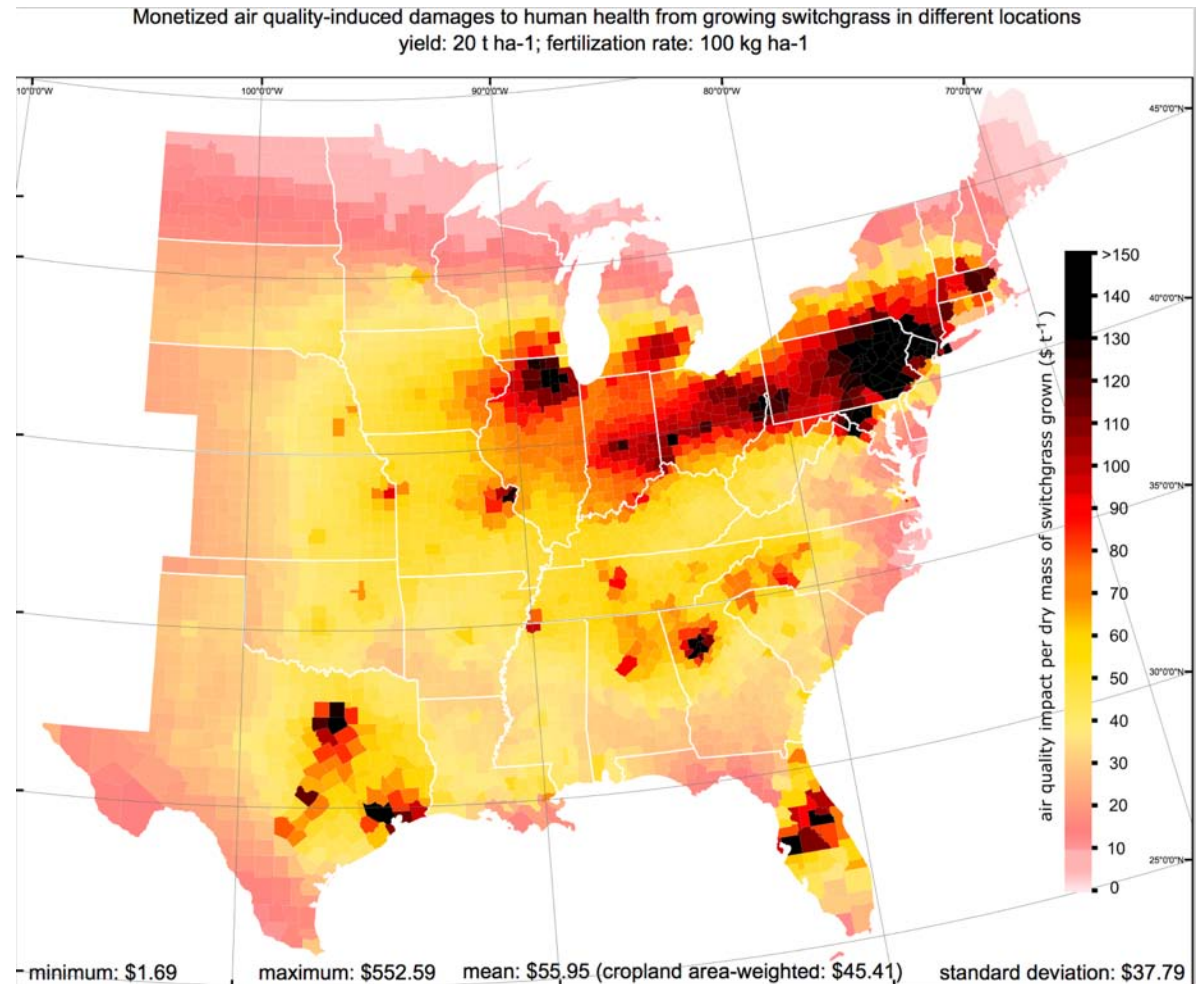 Monetized air quality-induced damages to human health from growing switchgrass in different locations
yield: 20 t ha-1; fertilization rate: 100 kg ha-1
10°0'0"W 100°0'0"W 90°0'0"W 80°0'0"W 70°0'0"W
45°0'0"N
40°0'0"N
35°0'0"N
30°0'0"N
25°0'0"N
air quality impact per dry mass of switchgrass grown ($ t-1)
>150
140
130
120
110
100
90
80
70
60
50
40
30
20
10
0
minimum: $1.69 maximum: $552.59 mean: $55.95 (cropland area-weighted: $45.41) standard deviation: $37.79